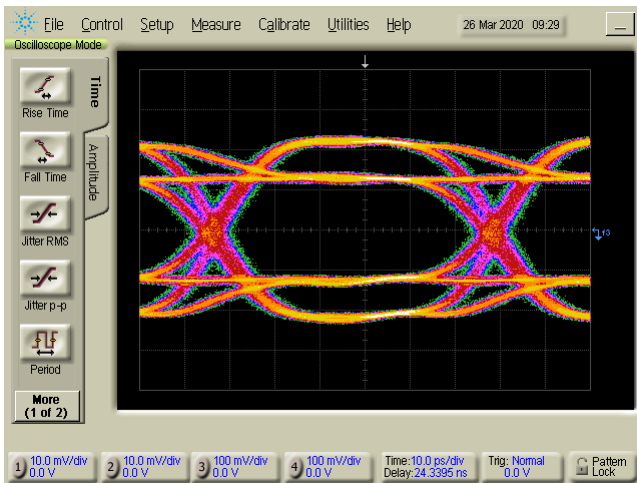 File Control Setup Measure Calibrate Utilities Help 26 Mar 2020 09:29
Oscilloscope Mode
Time
Amplitude
Rise Time
Fall Time
Jitter RMS
Jitter p-p
Period
More
(1 of 2)
f3
1 10.0 mV/div
0.0 V
2 10.0 mV/div
0.0 V
3 100 mV/div
0.0 V
4 100 mV/div
0.0 V
Time:10.0 ps/div
Delay:24.3395 ns
Trig: Normal
0.0 V
Pattern
Lock